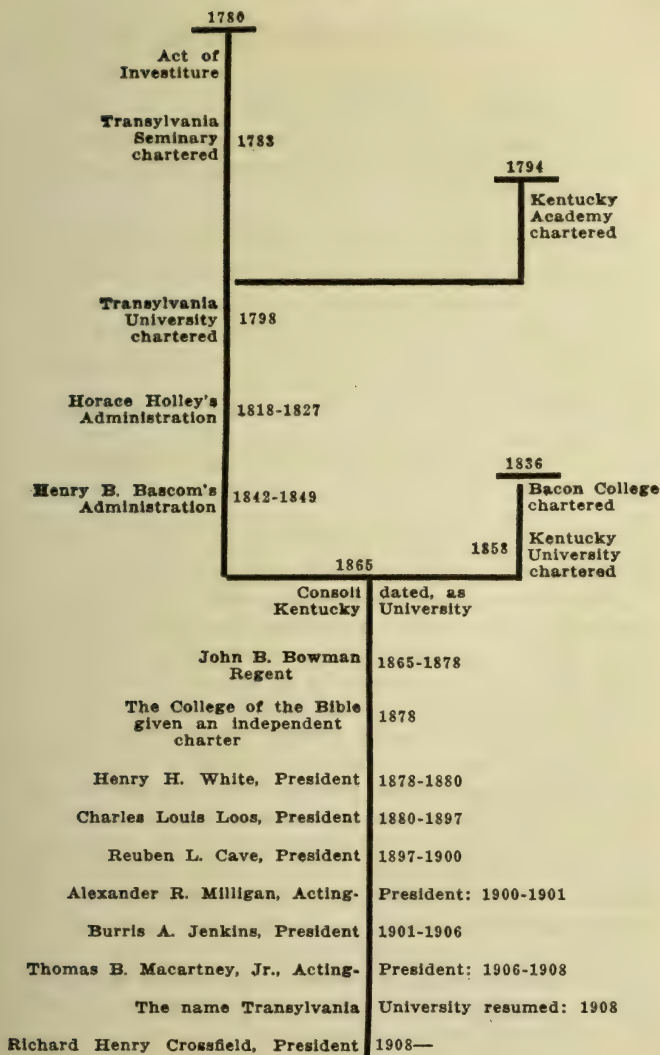 1780
Act of
Investiture
Transylvania
Seminary
chartered
1783
1794
Kentucky
Academy
chartered
Transylvania
University
chartered
1798
Horace Holley's
Administration
1818-1827
Henry B. Bascom's
Administration
1842-1849
1836
Bacon College
chartered
1858
Kentucky
University
chartered
1865
Consoli dated, as
Kentucky University
John B. Bowman
Regent
1865-1878
The College of the Bible
given an independent
charter
1878
Henry H. White, President 1878-1880
Charles Louis Loos, President 1880-1897
Reuben L. Cave, President 1897-1900
Alexander R. Milligan, Acting- President: 1900-1901
Burris A. Jenkins, President 1901-1906
Thomas B. Macartney, Jr., Acting- President: 1906-1908
The name Transylvania University resumed: 1908
Richard Henry Crossfield, President 1908—